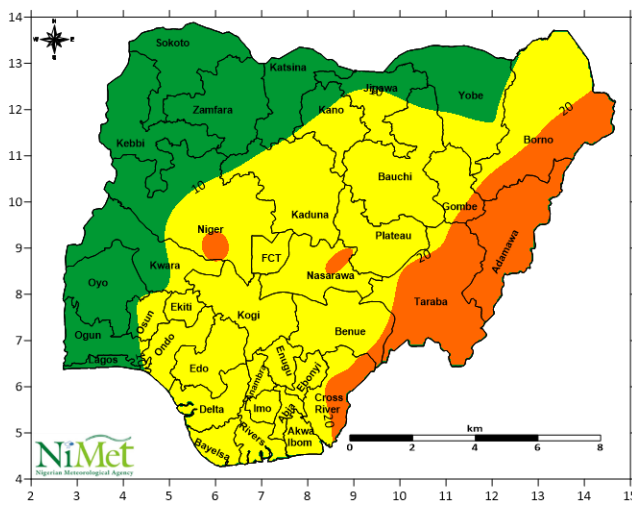 14
13
12
11
10
9
8
7
6
5
4
N
W E
S
Sokoto
Katsina
Jigawa
10
Yobe
Zamfara
Kano
20
Kebbi
Borno
Bauchi
10
Gombe
Kaduna
Niger
Plateau
Adamawa
FCT
20
Kwara
Nasarawa
Oyo
Taraba
Ekiti
Kogi
Osun
Benue
Ogun
Ondo
Lagos
Enugu
Edo
Ebonyi
Anambra
Cross
River
Delta
Imo
Abia
20
Akwa
Ibom
Rivers
Bayelsa
km
0 2 4 6 8
NiMet
Nigerian Meteorological Agency
2 3 4 5 6 7 8 9 10 11 12 13 14 15